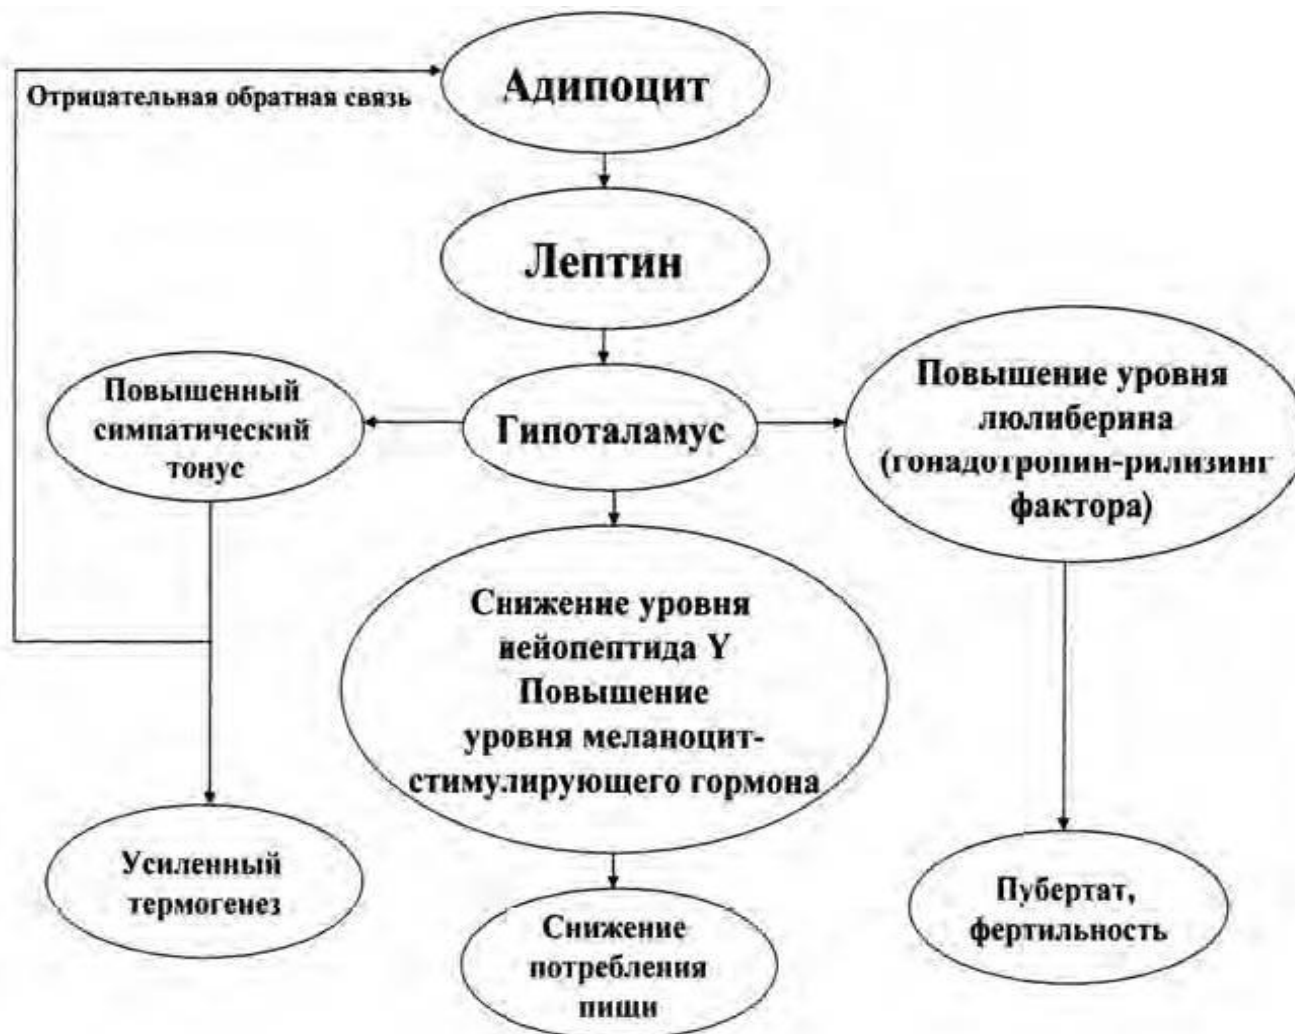 Адипоцит
Отрицательная обратная связь
Лептин
Повышенный
симпатический
тонус
Гипоталамус
Повышение уровня
люлиберина
(гонадотропин-рилизинг
фактора)
Снижение уровня
нейопептида Y
Повышение
уровня меланоцит-
стимулирующего гормона
Усиленный
термогенез
Снижение
потребления
пищи
Пубертат,
фертильность